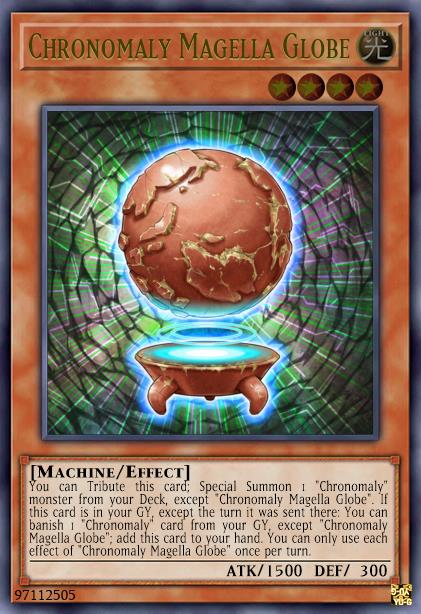 CHRONOMALY MAGELLA GLOBE
LIGHT
光
[MACHINE/EFFECT]
You can Tribute this card; Special Summon 1 "Chronomaly"
monster from your Deck, except "Chronomaly Magella Globe". If
this card is in your GY, except the turn it was sent there: You can
banish 1 "Chronomaly" card from your GY, except "Chronomaly
Magella Globe"; add this card to your hand. You can only use each
effect of "Chronomaly Magella Globe" once per turn.
ATK/1500 DEF/ 300
97112505